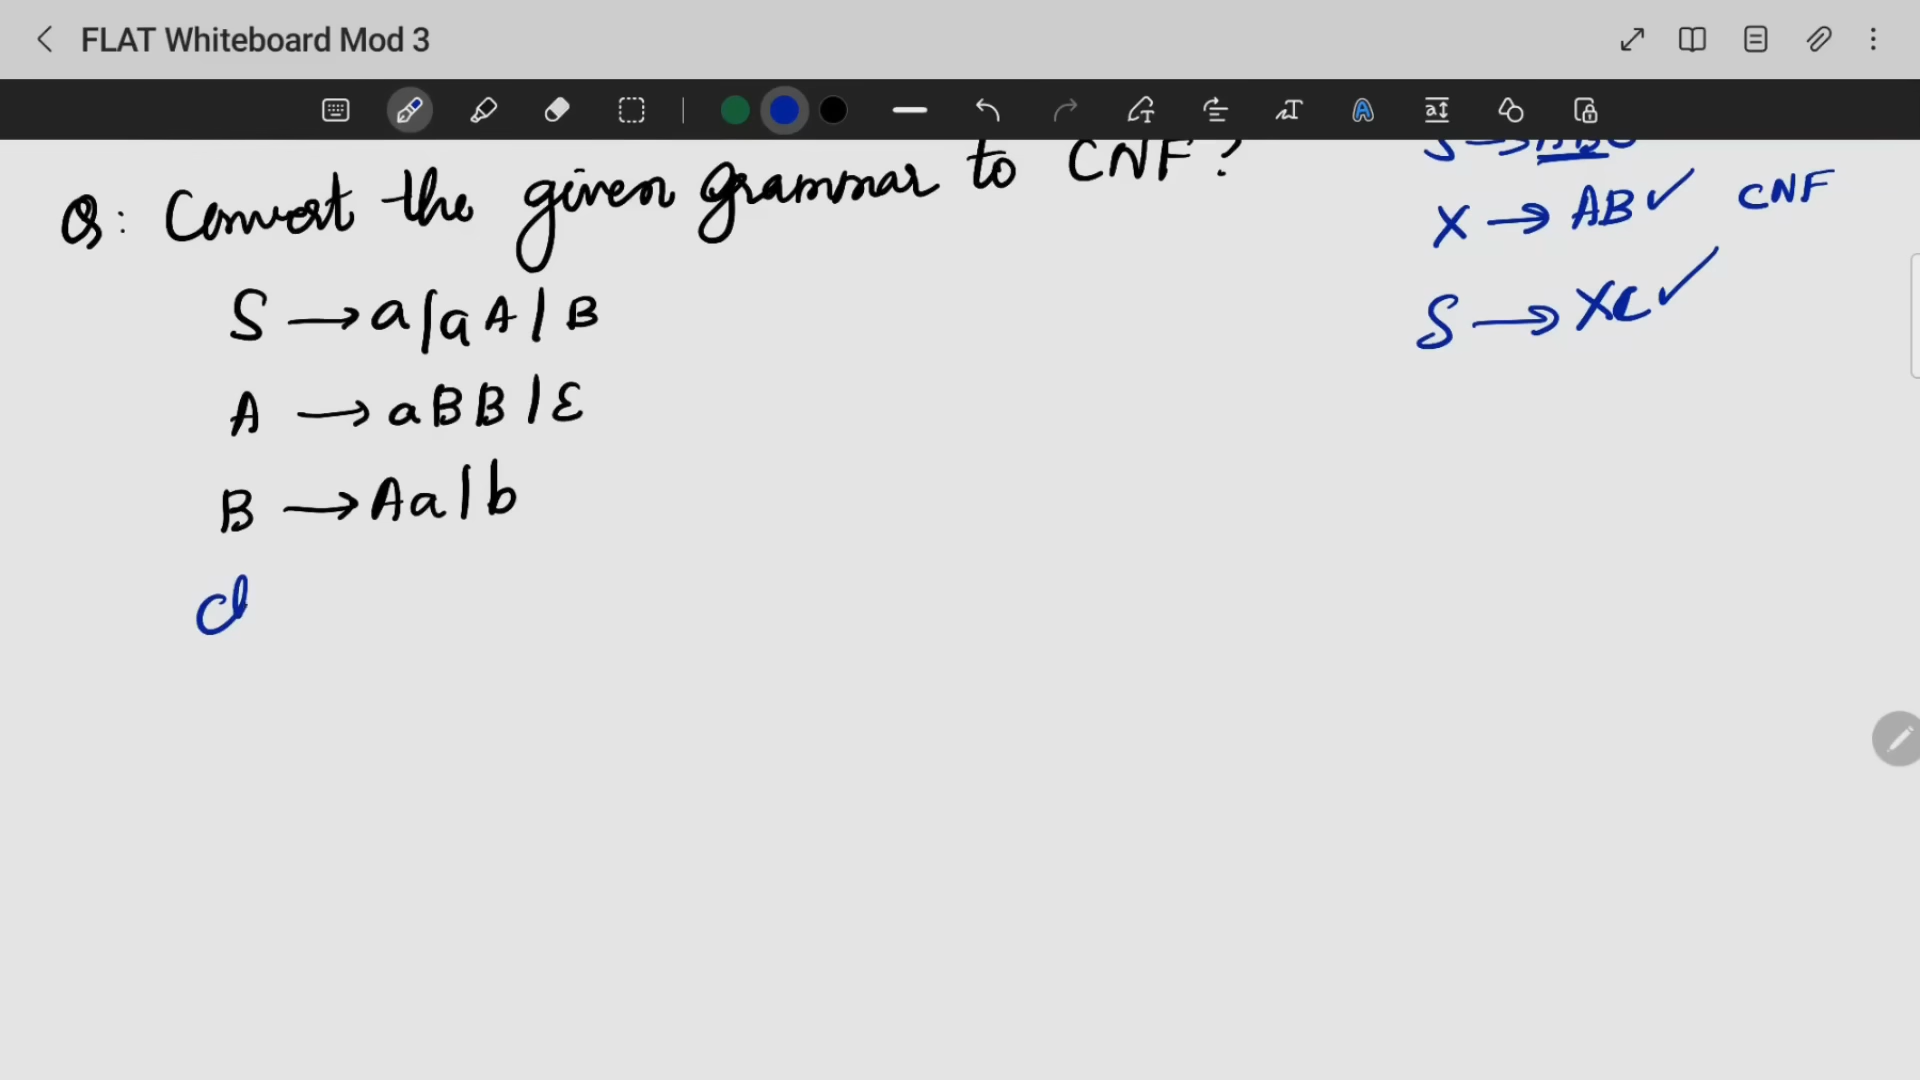 FLAT Whiteboard Mod 3
Q: Convert the given grammar to CNF?
X → AB ✓ CNF
S → XC ✓
S → a | aA | B
A → aBB | ε
B → Aa | b